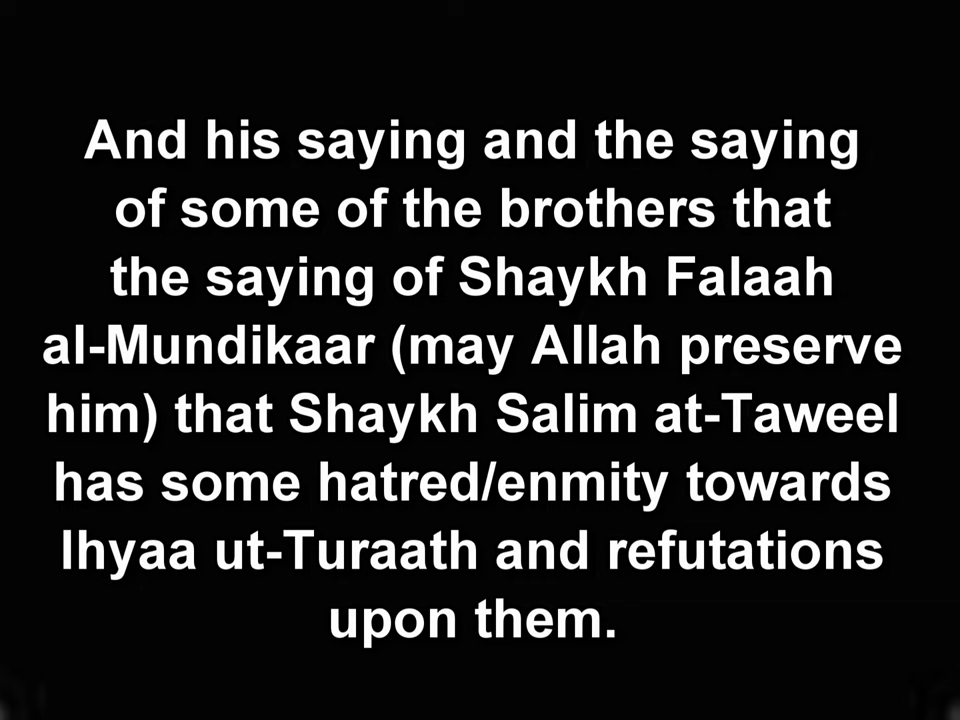 And his saying and the saying
of some of the brothers that
the saying of Shaykh Falaah
al-Mundikaar (may Allah preserve
him) that Shaykh Salim at-Taweel
has some hatred/enmity towards
Ihyaa ut-Turaath and refutations
upon them.